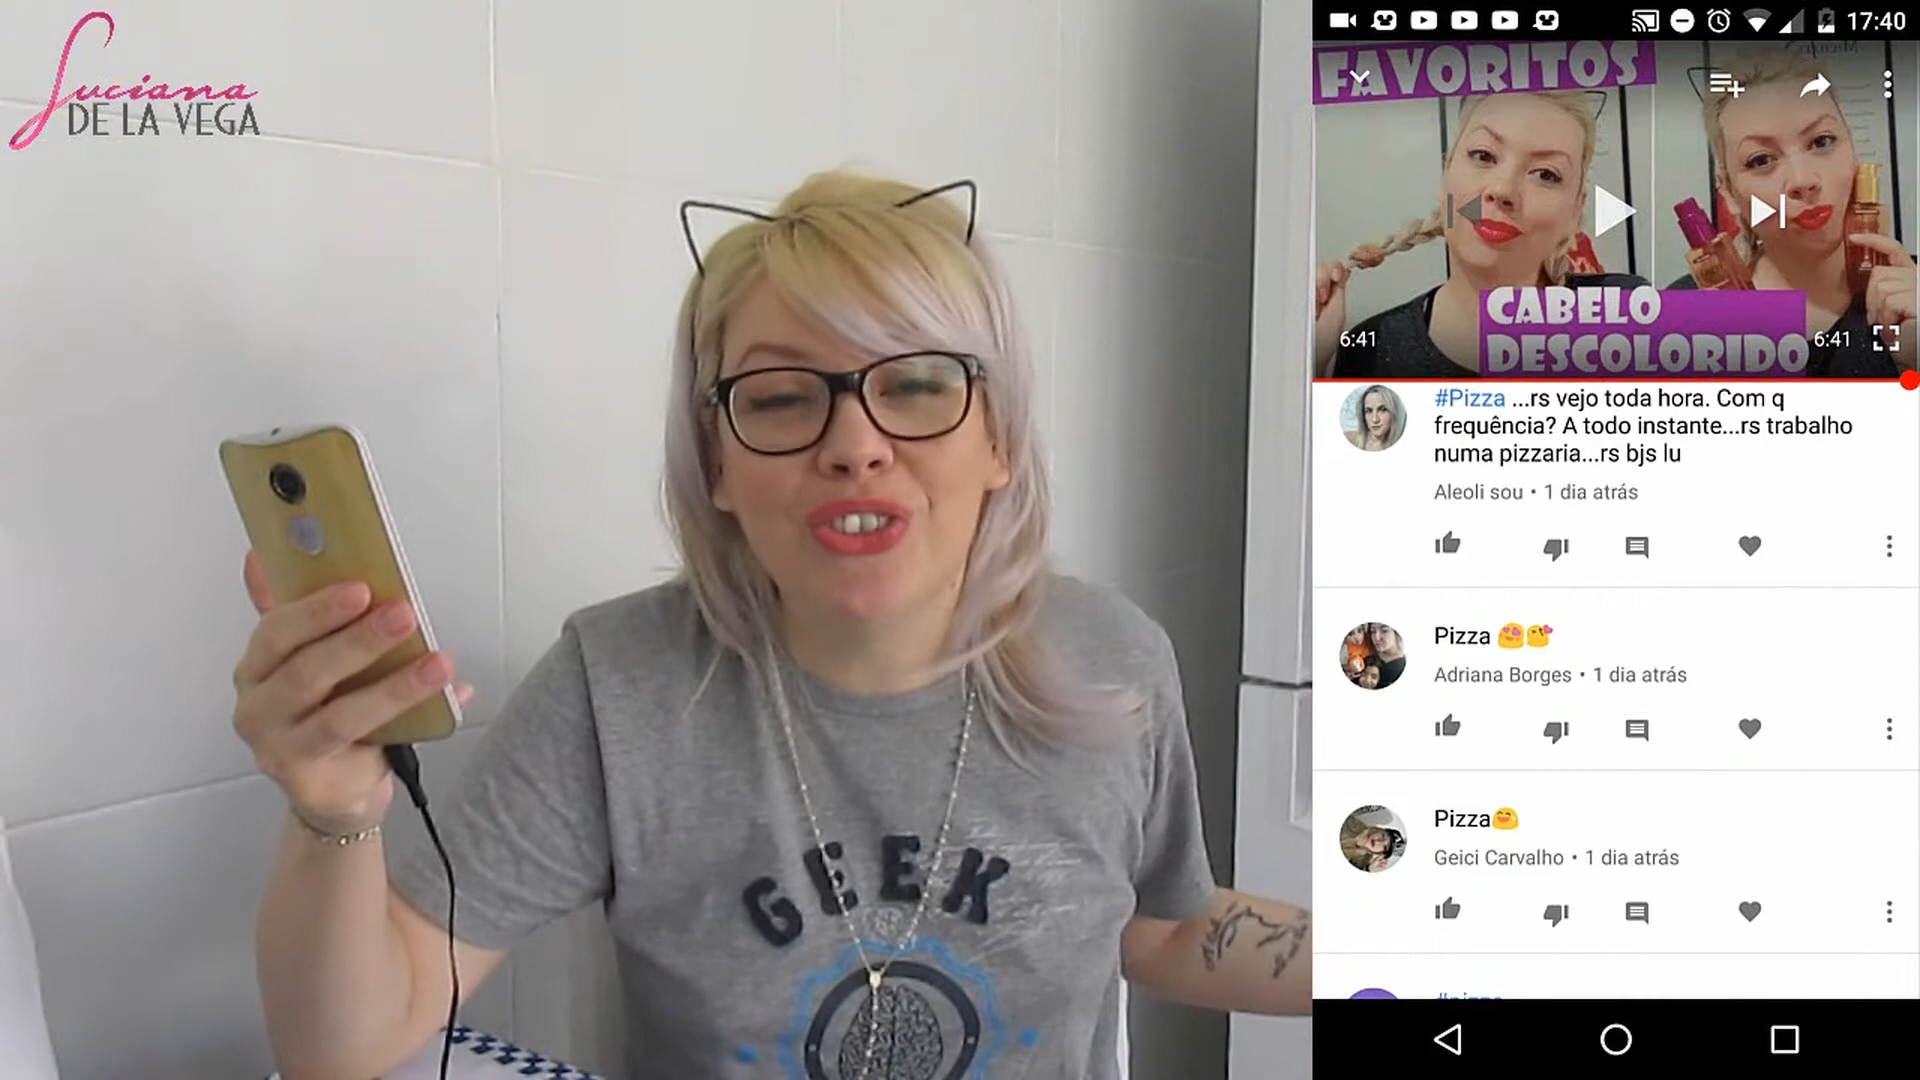 Luciana
DE LA VEGA
GEEK
17:40
FAVORITOS
CABELO
DESCOLORIDO
6:41
6:41
#Pizza ...rs vejo toda hora. Com q
frequência? A todo instante...rs trabalho
numa pizzaria...rs bjs lu
Aleoli sou • 1 dia atrás
Pizza 😍😘
Adriana Borges • 1 dia atrás
Pizza😄
Geici Carvalho • 1 dia atrás
#pizza